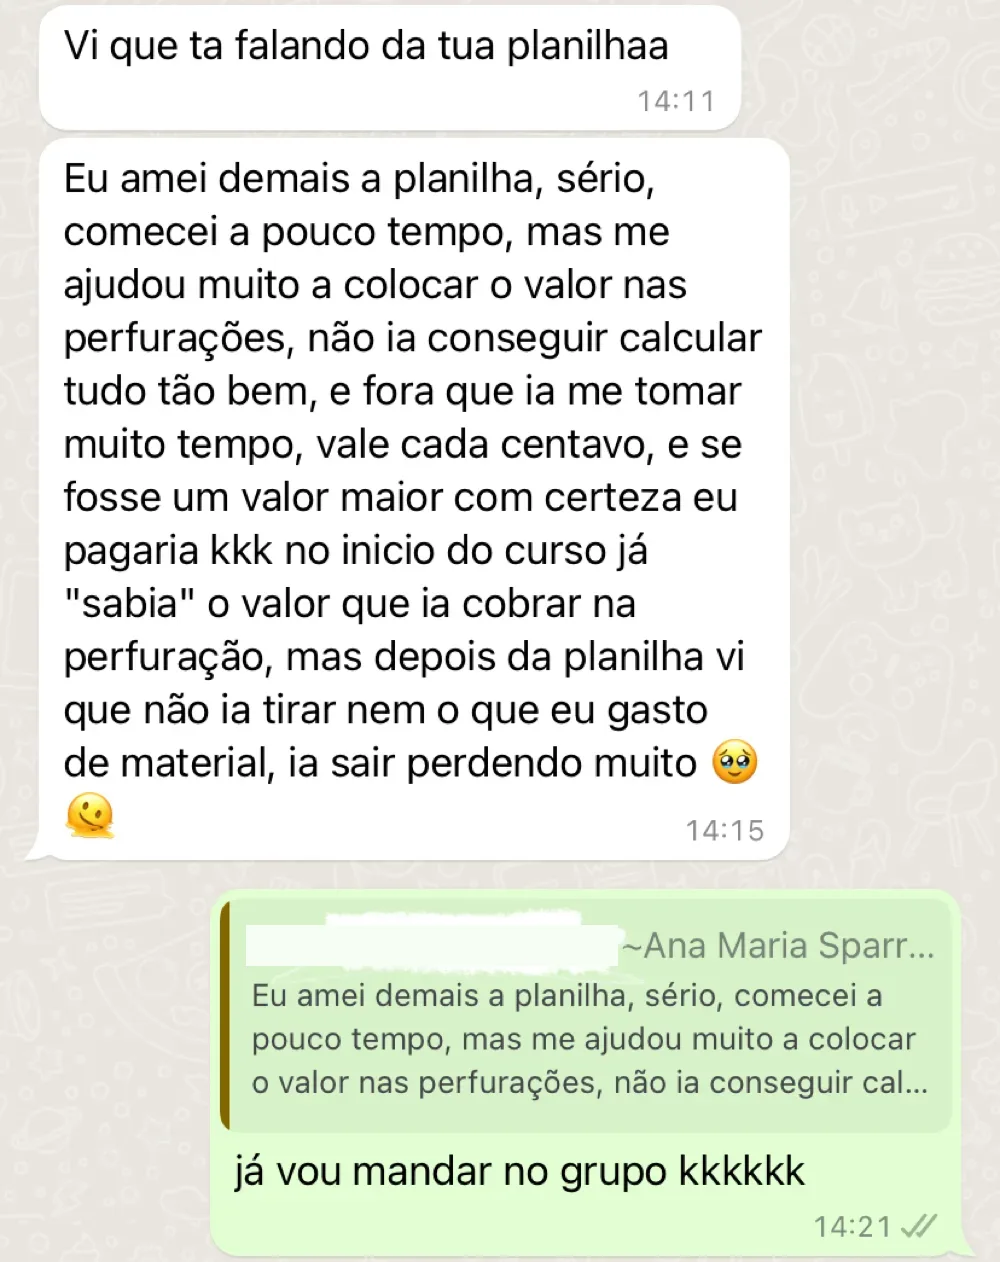 Vi que ta falando da tua planilhaa
14:11
Eu amei demais a planilha, sério,
comecei a pouco tempo, mas me
ajudou muito a colocar o valor nas
perfurações, não ia conseguir calcular
tudo tão bem, e fora que ia me tomar
muito tempo, vale cada centavo, e se
fosse um valor maior com certeza eu
pagaria kkk no inicio do curso já
"sabia" o valor que ia cobrar na
perfuração, mas depois da planilha vi
que não ia tirar nem o que eu gasto
de material, ia sair perdendo muito 🥹
🫠
14:15
~Ana Maria Sparr...
Eu amei demais a planilha, sério, comecei a
pouco tempo, mas me ajudou muito a colocar
o valor nas perfurações, não ia conseguir cal...
já vou mandar no grupo kkkkkk
14:21